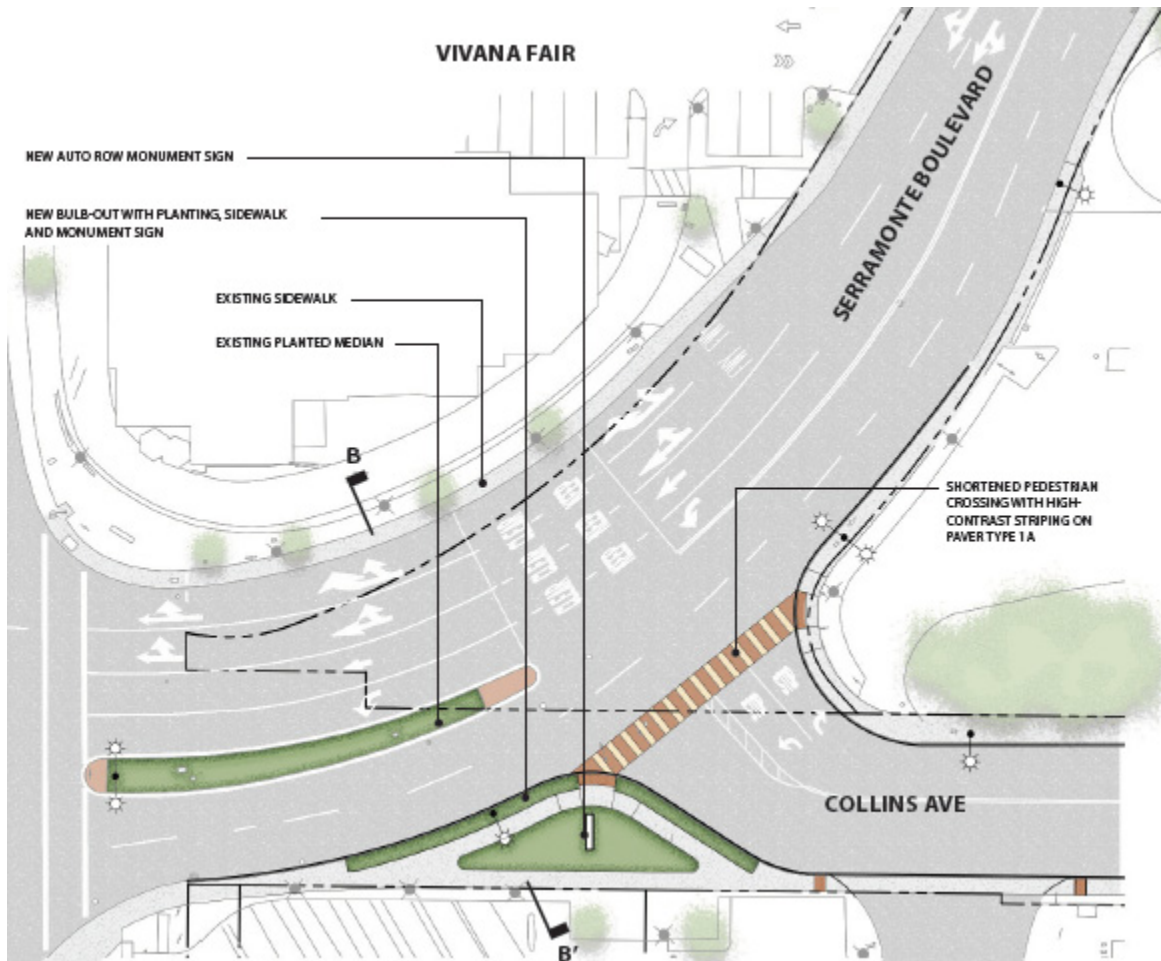 VIVANA FAIR
SERRAMONTE BOULEVARD
NEW AUTO ROW MONUMENT SIGN
NEW BULB-OUT WITH PLANTING, SIDEWALK
AND MONUMENT SIGN
EXISTING SIDEWALK
EXISTING PLANTED MEDIAN
B
SHORTENED PEDESTRIAN
CROSSING WITH HIGH-
CONTRAST STRIPING ON
PAVER TYPE 1A
COLLINS AVE
B'